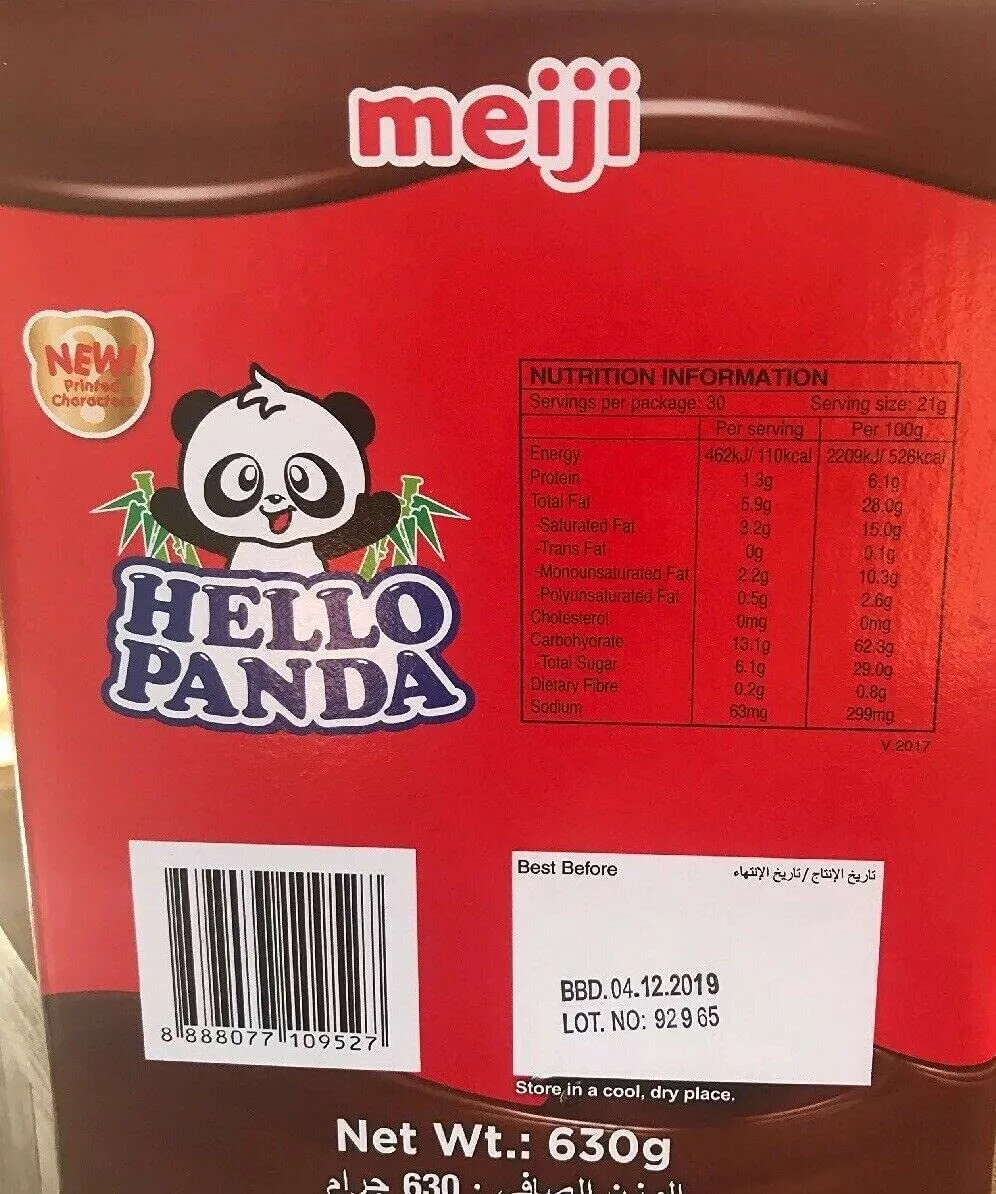 meiji
NEW!
Printed
Characters
HELLO
PANDA
NUTRITION INFORMATION
Servings per package: 30 Serving size: 21g
Per serving Per 100g
Energy 462kJ/ 110kcal 2209kJ/ 526kcal
Protein 1.3g 6.1g
Total Fat 5.9g 28.0g
-Saturated Fat 3.2g 15.0g
-Trans Fat 0g 0.1g
-Monounsaturated Fat 2.2g 10.3g
-Polyunsaturated Fat 0.5g 2.6g
Cholesterol 0mg 0mg
Carbohydrate 13.1g 62.3g
Total Sugar 6.1g 29.0g
Dietary Fibre 0.2g 0.8g
Sodium 63mg 299mg
V.2017
Best Before تاريخ الإنتاج / تاريخ الإنتهاء
BBD. 04.12.2019
LOT. NO: 92965
8 888077 109527
Store in a cool, dry place.
Net Wt.: 630g
الوزن الصافي : 630 جرام